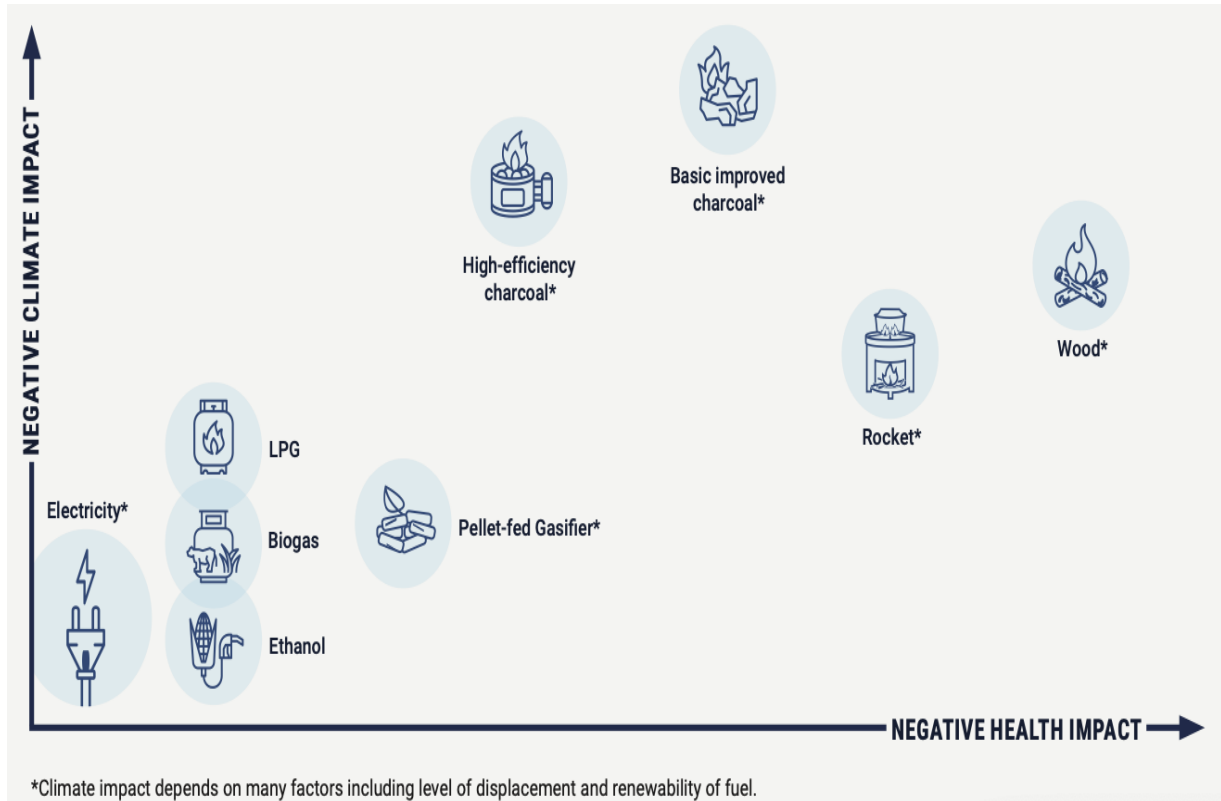 NEGATIVE CLIMATE IMPACT
Basic improved
charcoal*
High-efficiency
charcoal*
Wood*
Rocket*
LPG
Electricity*
Pellet-fed Gasifier*
Biogas
Ethanol
NEGATIVE HEALTH IMPACT
*Climate impact depends on many factors including level of displacement and renewability of fuel.